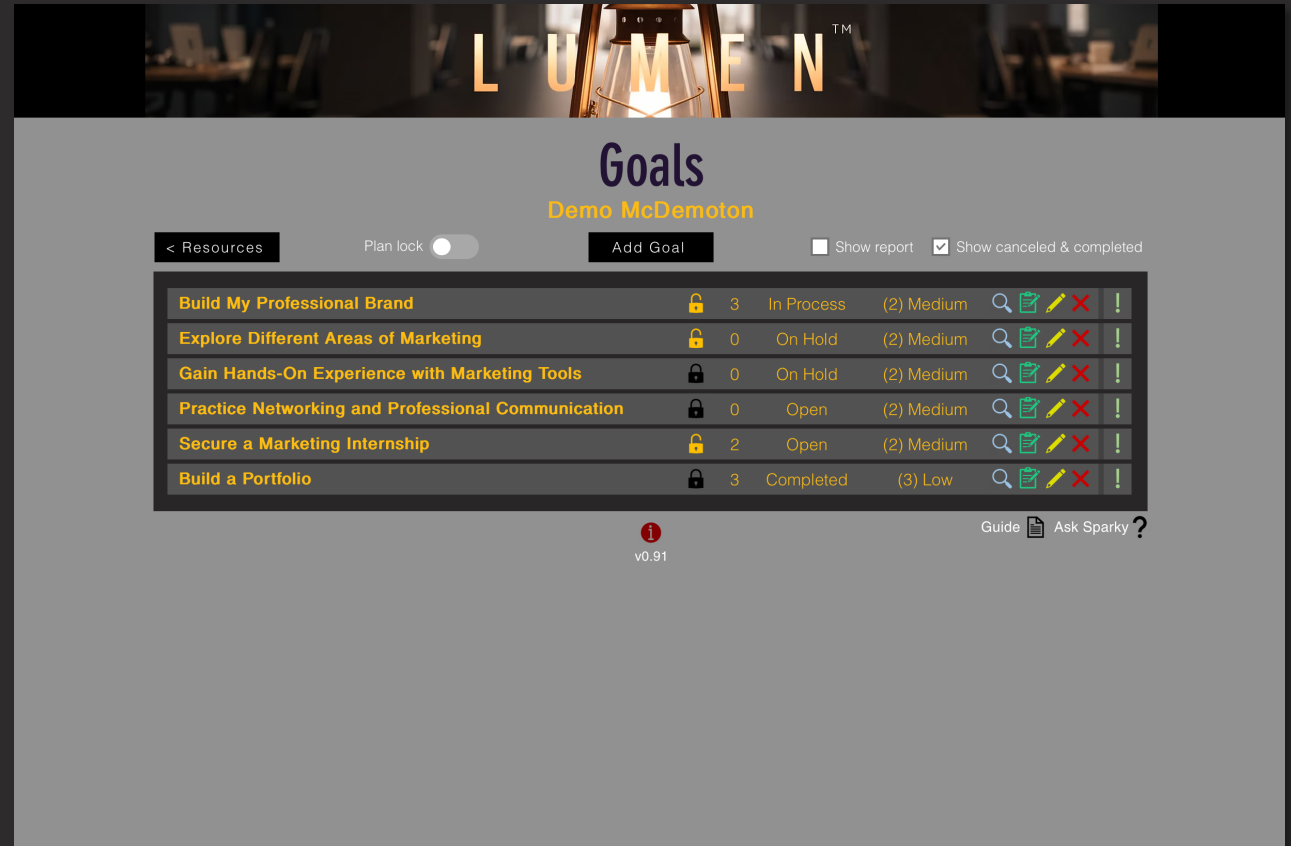 LUMEN™
Goals
Demo McDemoton
< Resources Plan lock Add Goal Show report Show canceled & completed
Build My Professional Brand 3 In Process (2) Medium !
Explore Different Areas of Marketing 0 On Hold (2) Medium !
Gain Hands-On Experience with Marketing Tools 0 On Hold (2) Medium !
Practice Networking and Professional Communication 0 Open (2) Medium !
Secure a Marketing Internship 2 Open (2) Medium !
Build a Portfolio 3 Completed (3) Low !
Guide Ask Sparky ?
i
v0.91